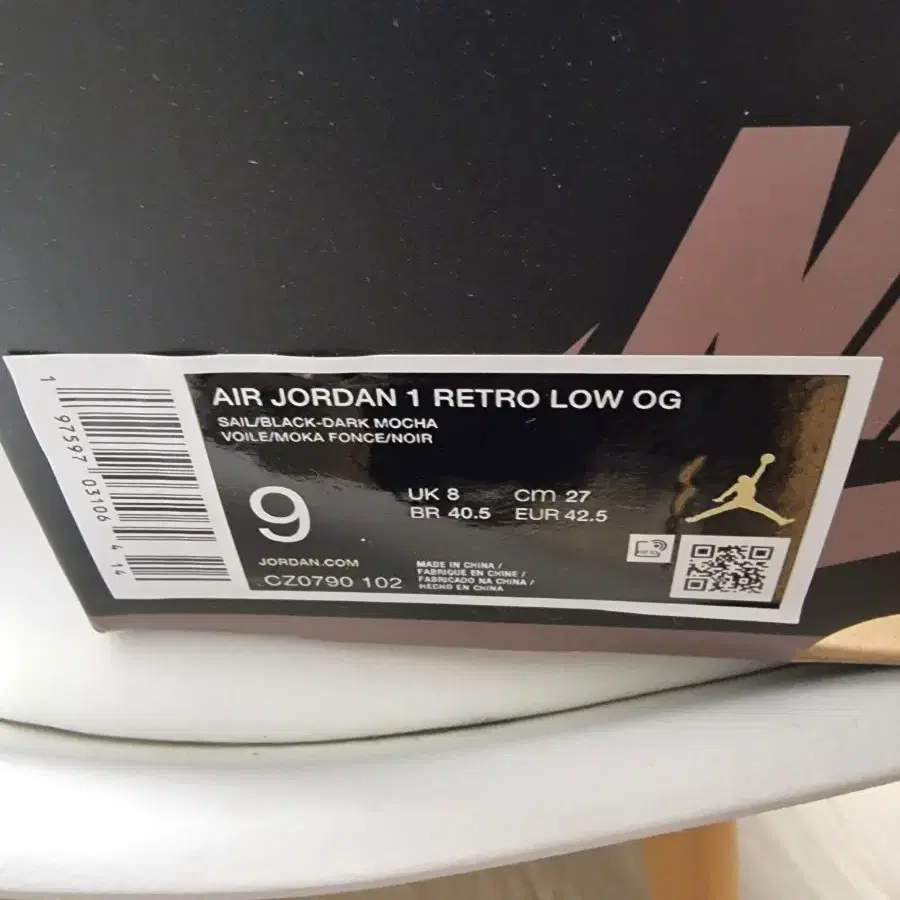 AIR JORDAN 1 RETRO LOW OG
SAIL/BLACK-DARK MOCHA
VOILE/MOKA FONCE/NOIR
9
UK 8 cm 27
BR 40.5 EUR 42.5
JORDAN.COM
CZ0790 102
MADE IN CHINA /
FABRIQUE EN CHINE /
FABRICADO NA CHINA /
HECHO EN CHINA
1 97597 03106 4 14